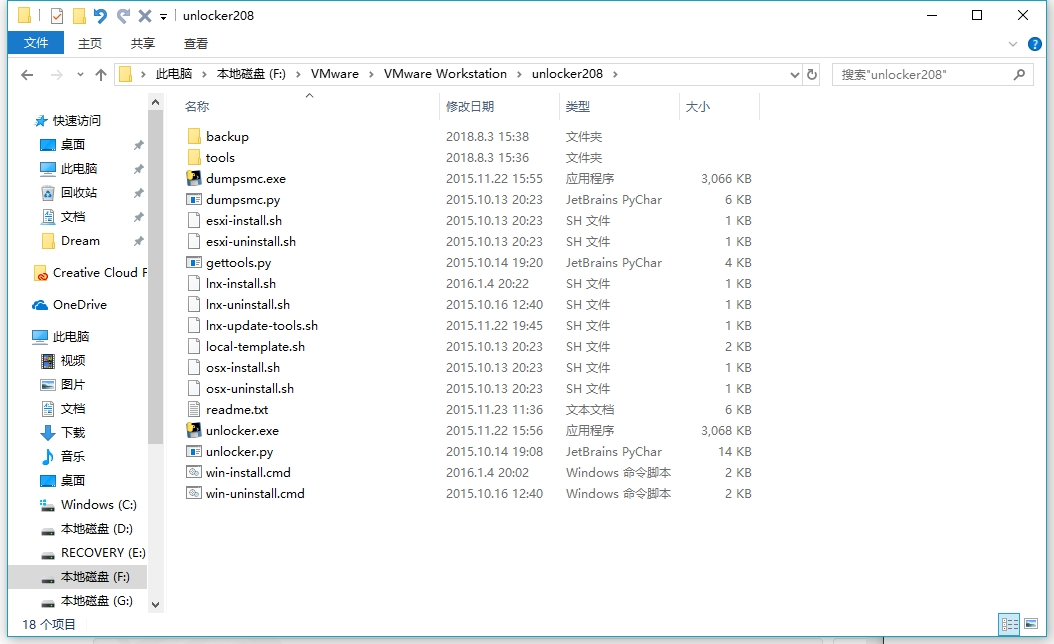 unlocker208
文件 主页 共享 查看
此电脑 本地磁盘 (F:) VMware VMware Workstation unlocker208
搜索"unlocker208"
名称 修改日期 类型 大小
快速访问
桌面
此电脑
回收站
文档
Dream
Creative Cloud F
OneDrive
此电脑
视频
图片
文档
下载
音乐
桌面
Windows (C:)
本地磁盘 (D:)
RECOVERY (E:)
本地磁盘 (F:)
本地磁盘 (G:)
backup 2018.8.3 15:38 文件夹
tools 2018.8.3 15:36 文件夹
dumpsmc.exe 2015.11.22 15:55 应用程序 3,066 KB
dumpsmc.py 2015.10.13 20:23 JetBrains PyChar 6 KB
esxi-install.sh 2015.10.13 20:23 SH 文件 1 KB
esxi-uninstall.sh 2015.10.13 20:23 SH 文件 1 KB
gettools.py 2015.10.14 19:20 JetBrains PyChar 4 KB
lnx-install.sh 2016.1.4 20:22 SH 文件 1 KB
lnx-uninstall.sh 2015.10.16 12:40 SH 文件 1 KB
lnx-update-tools.sh 2015.11.22 19:45 SH 文件 1 KB
local-template.sh 2015.10.13 20:23 SH 文件 2 KB
osx-install.sh 2015.10.13 20:23 SH 文件 1 KB
osx-uninstall.sh 2015.10.13 20:23 SH 文件 1 KB
readme.txt 2015.11.23 11:36 文本文档 6 KB
unlocker.exe 2015.11.22 15:56 应用程序 3,068 KB
unlocker.py 2015.10.14 19:08 JetBrains PyChar 14 KB
win-install.cmd 2016.1.4 20:02 Windows 命令脚本 2 KB
win-uninstall.cmd 2015.10.16 12:40 Windows 命令脚本 2 KB
18 个项目